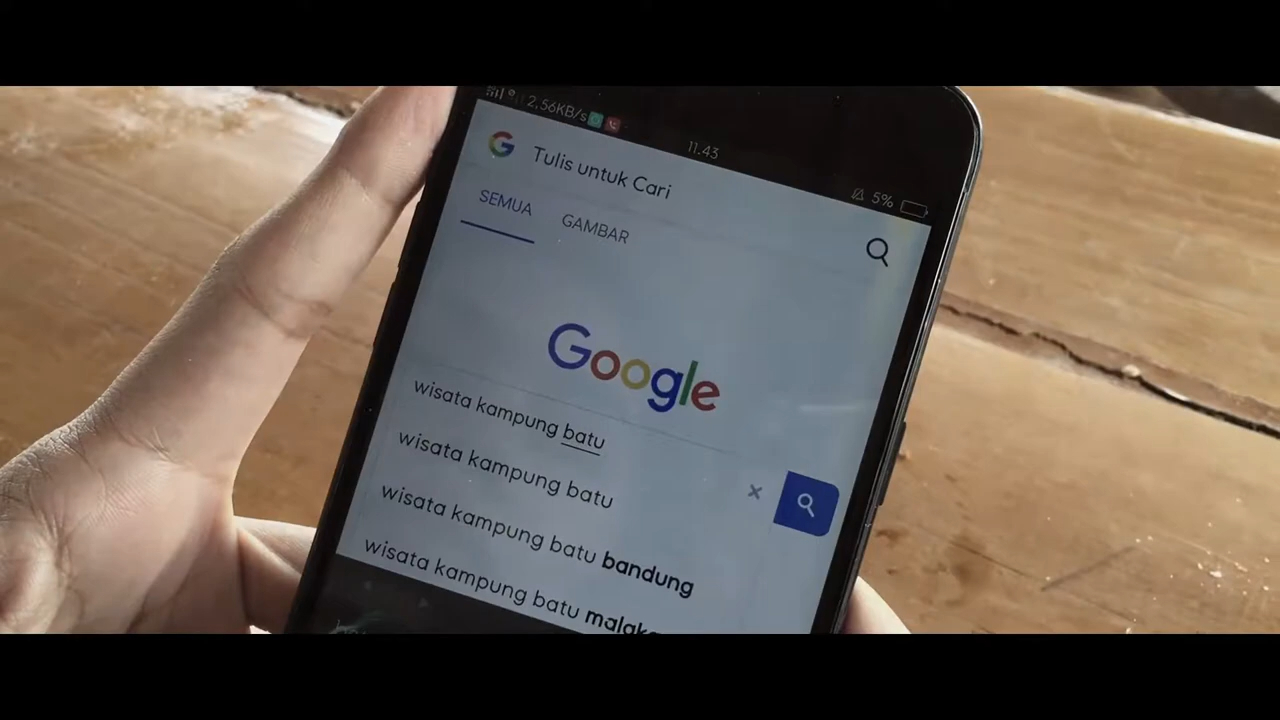 2,56KB/s
11.43
5%
Tulis untuk Cari
SEMUA GAMBAR
Google
wisata kampung batu
wisata kampung batu
wisata kampung batu bandung
wisata kampung batu